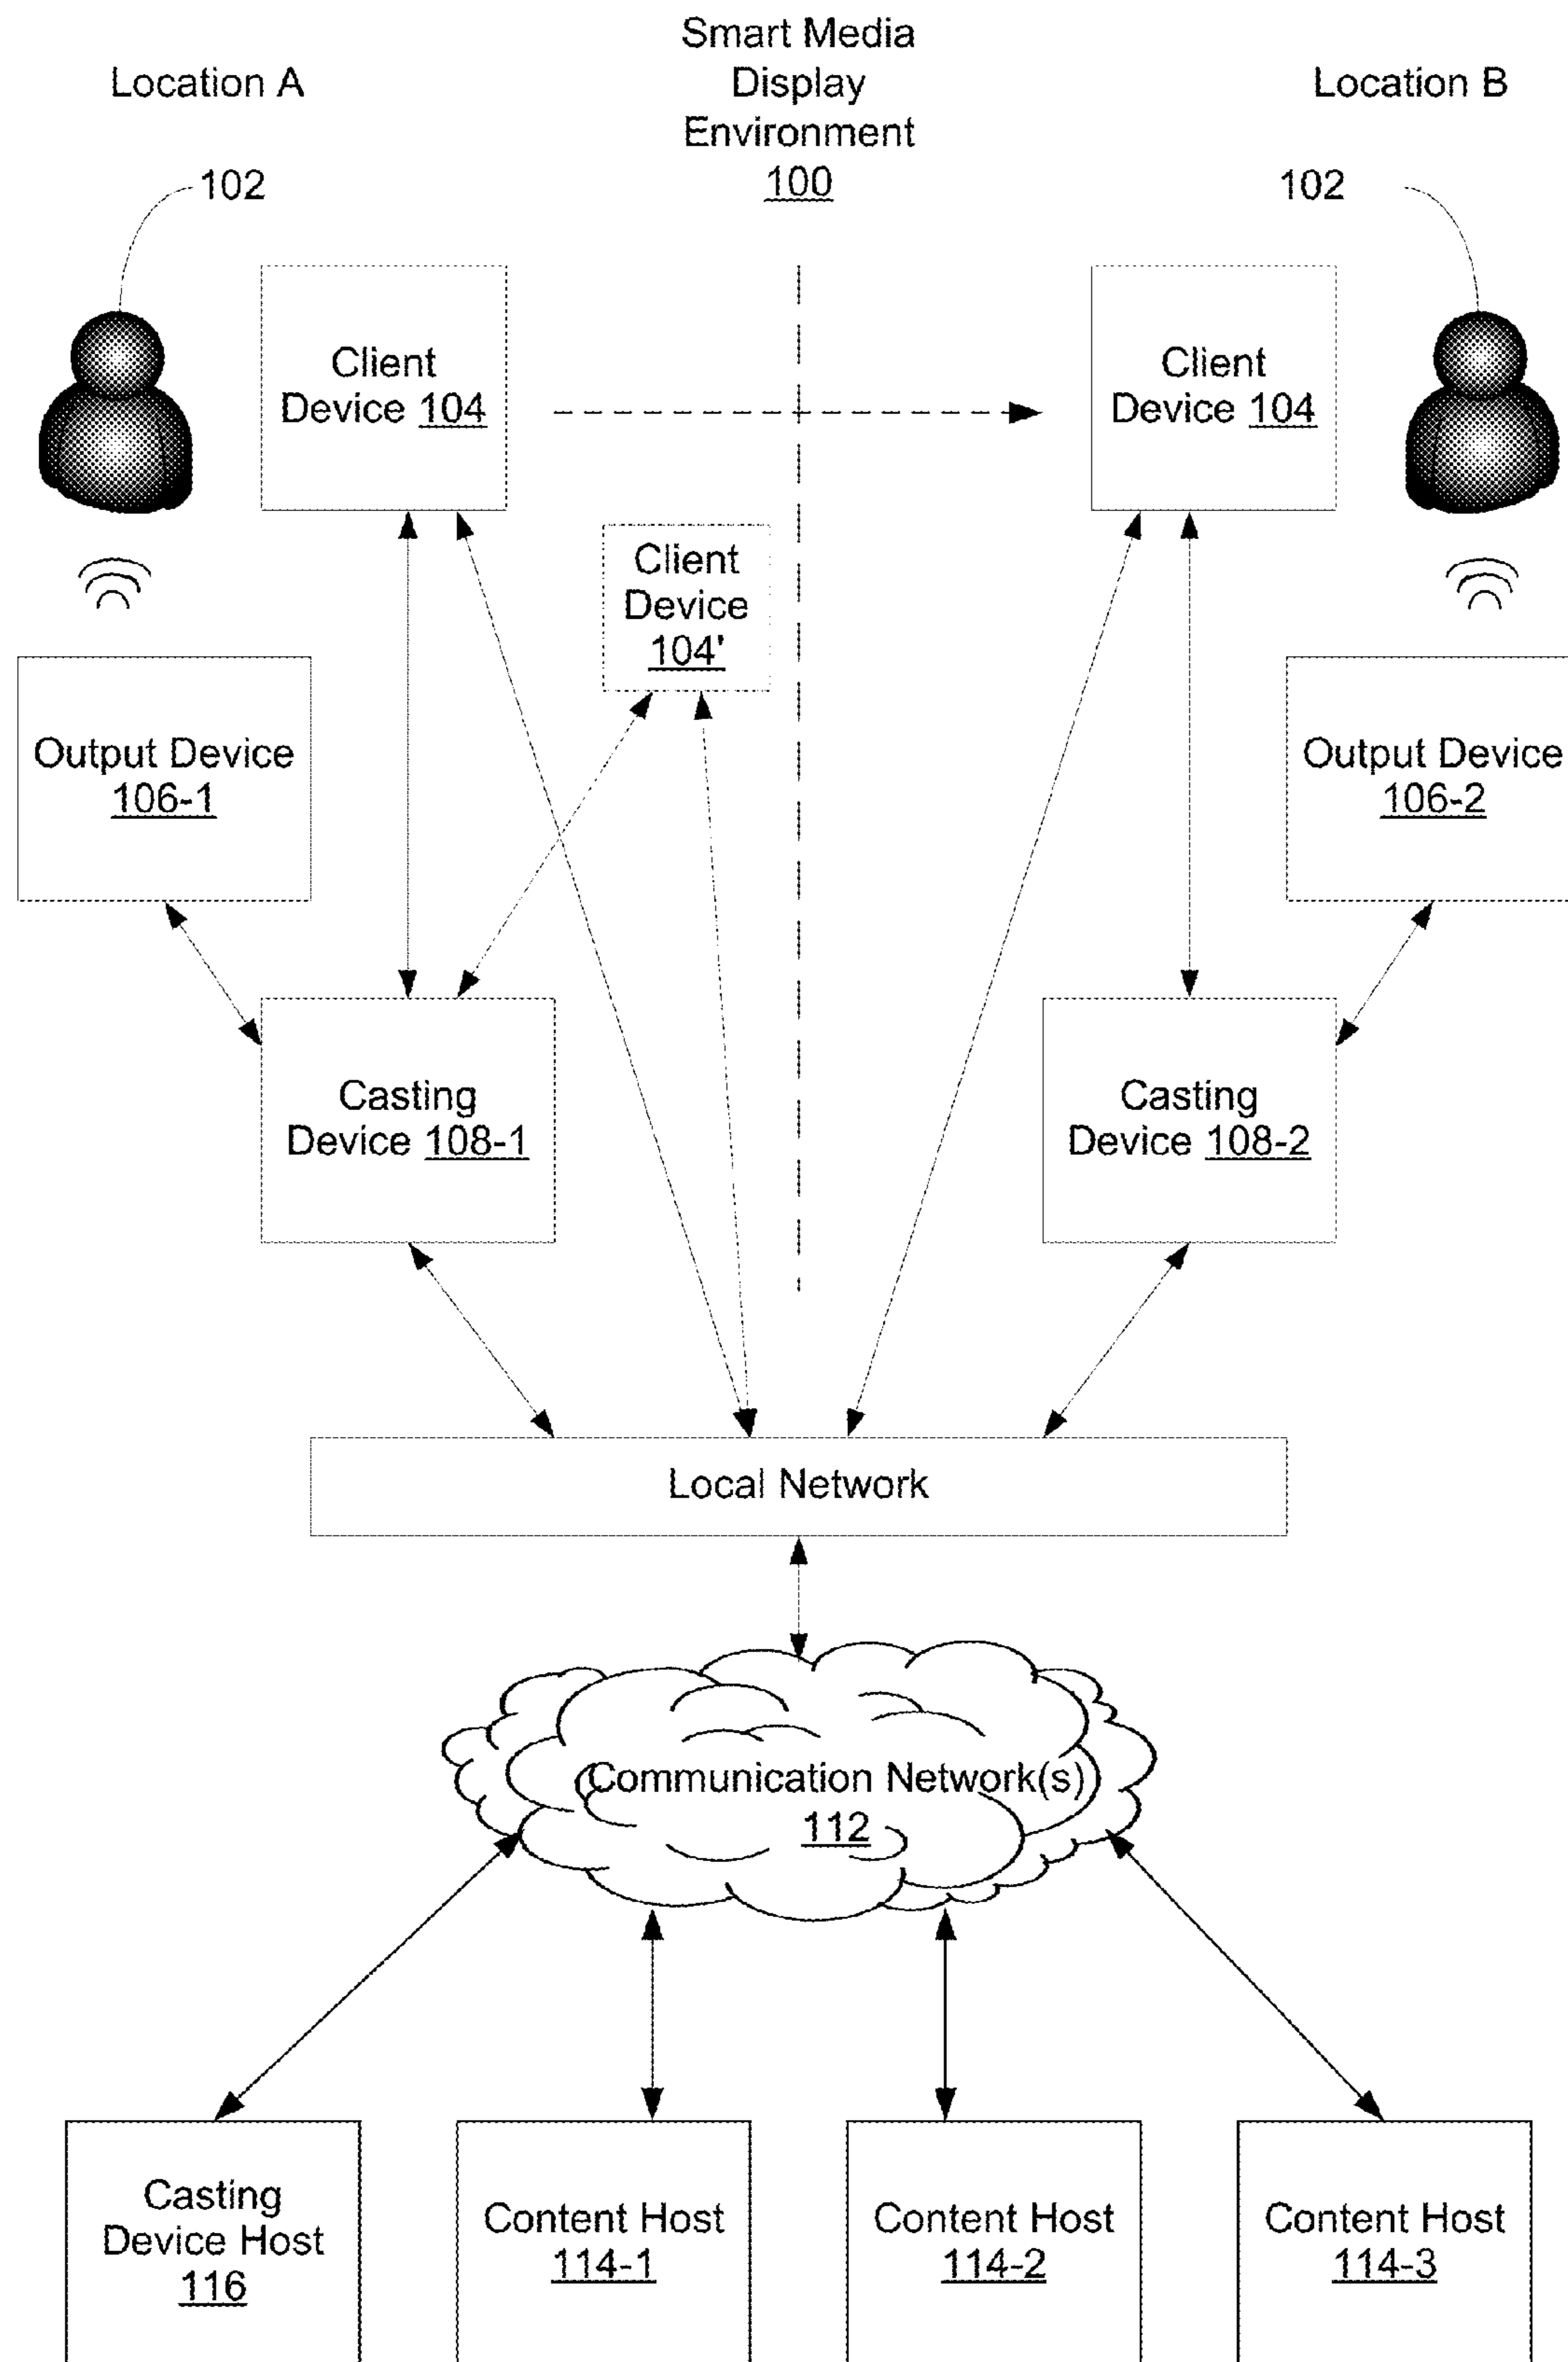 Smart Media
Display
Environment
100
Location A
Location B
102
102
Client
Device 104
Client
Device 104
Client
Device
104'
Output Device
106-1
Output Device
106-2
Casting
Device 108-1
Casting
Device 108-2
Local Network
Communication Network(s)
112
Casting
Device Host
116
Content Host
114-1
Content Host
114-2
Content Host
114-3